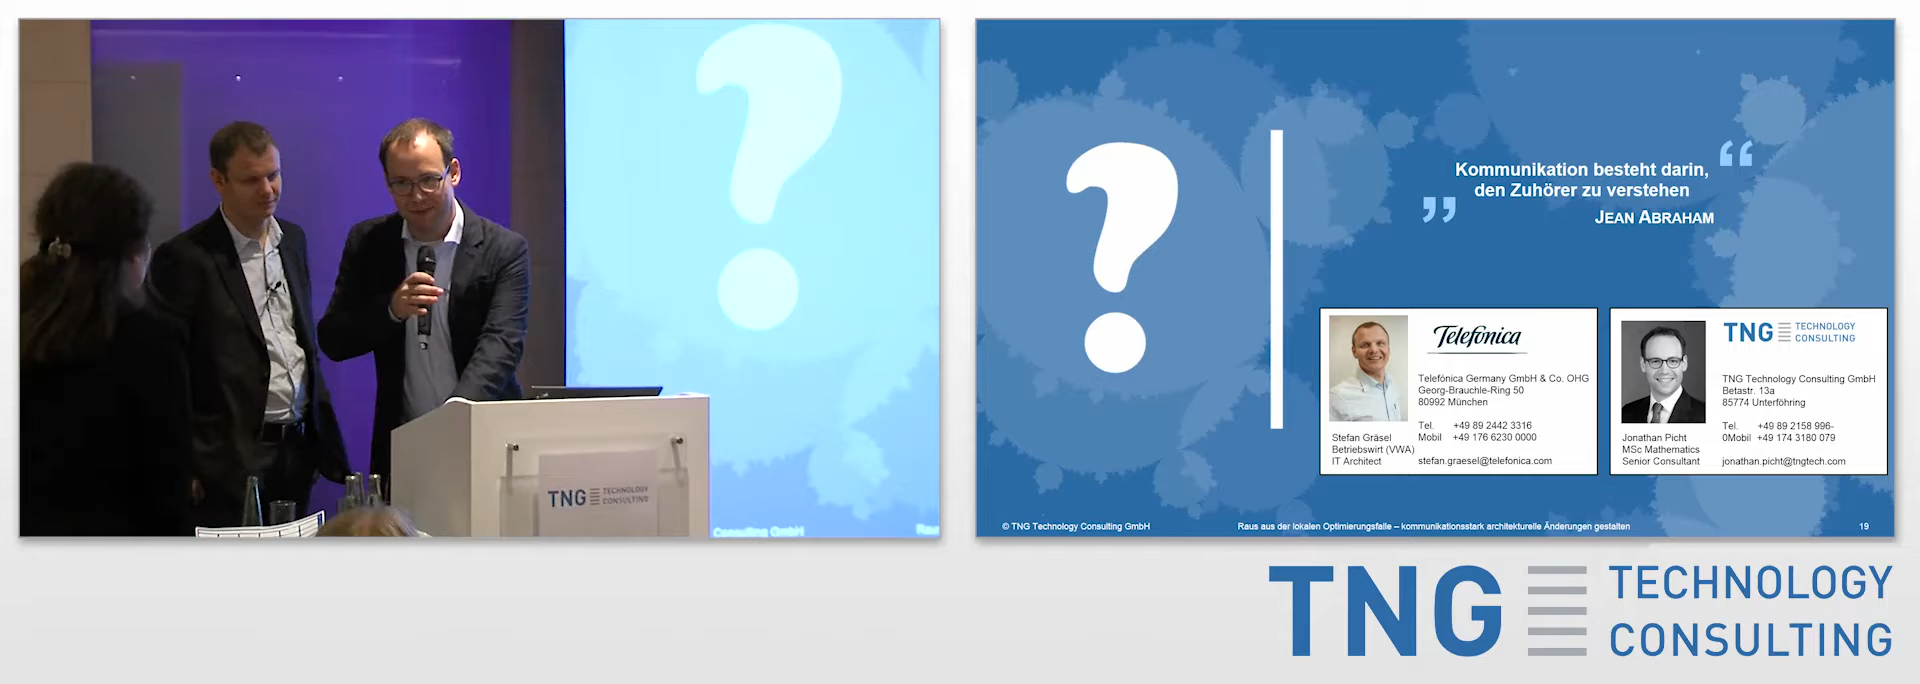 TNG TECHNOLOGY
CONSULTING
Consulting GmbH
Raus
Kommunikation besteht darin,
den Zuhörer zu verstehen
JEAN ABRAHAM
Telefónica
Telefónica Germany GmbH & Co. OHG
Georg-Brauchle-Ring 50
80992 München
Tel. +49 89 2442 3316
Mobil +49 176 6230 0000
stefan.graesel@telefonica.com
Stefan Gräsel
Betriebswirt (VWA)
IT Architect
TNG TECHNOLOGY
CONSULTING
TNG Technology Consulting GmbH
Betastr. 13a
85774 Unterföhring
Tel. +49 89 2158 996-
0Mobil +49 174 3180 079
jonathan.picht@tngtech.com
Jonathan Picht
MSc Mathematics
Senior Consultant
© TNG Technology Consulting GmbH
Raus aus der lokalen Optimierungsfalle – kommunikationsstark architekturelle Änderungen gestalten
19
TNG TECHNOLOGY
CONSULTING